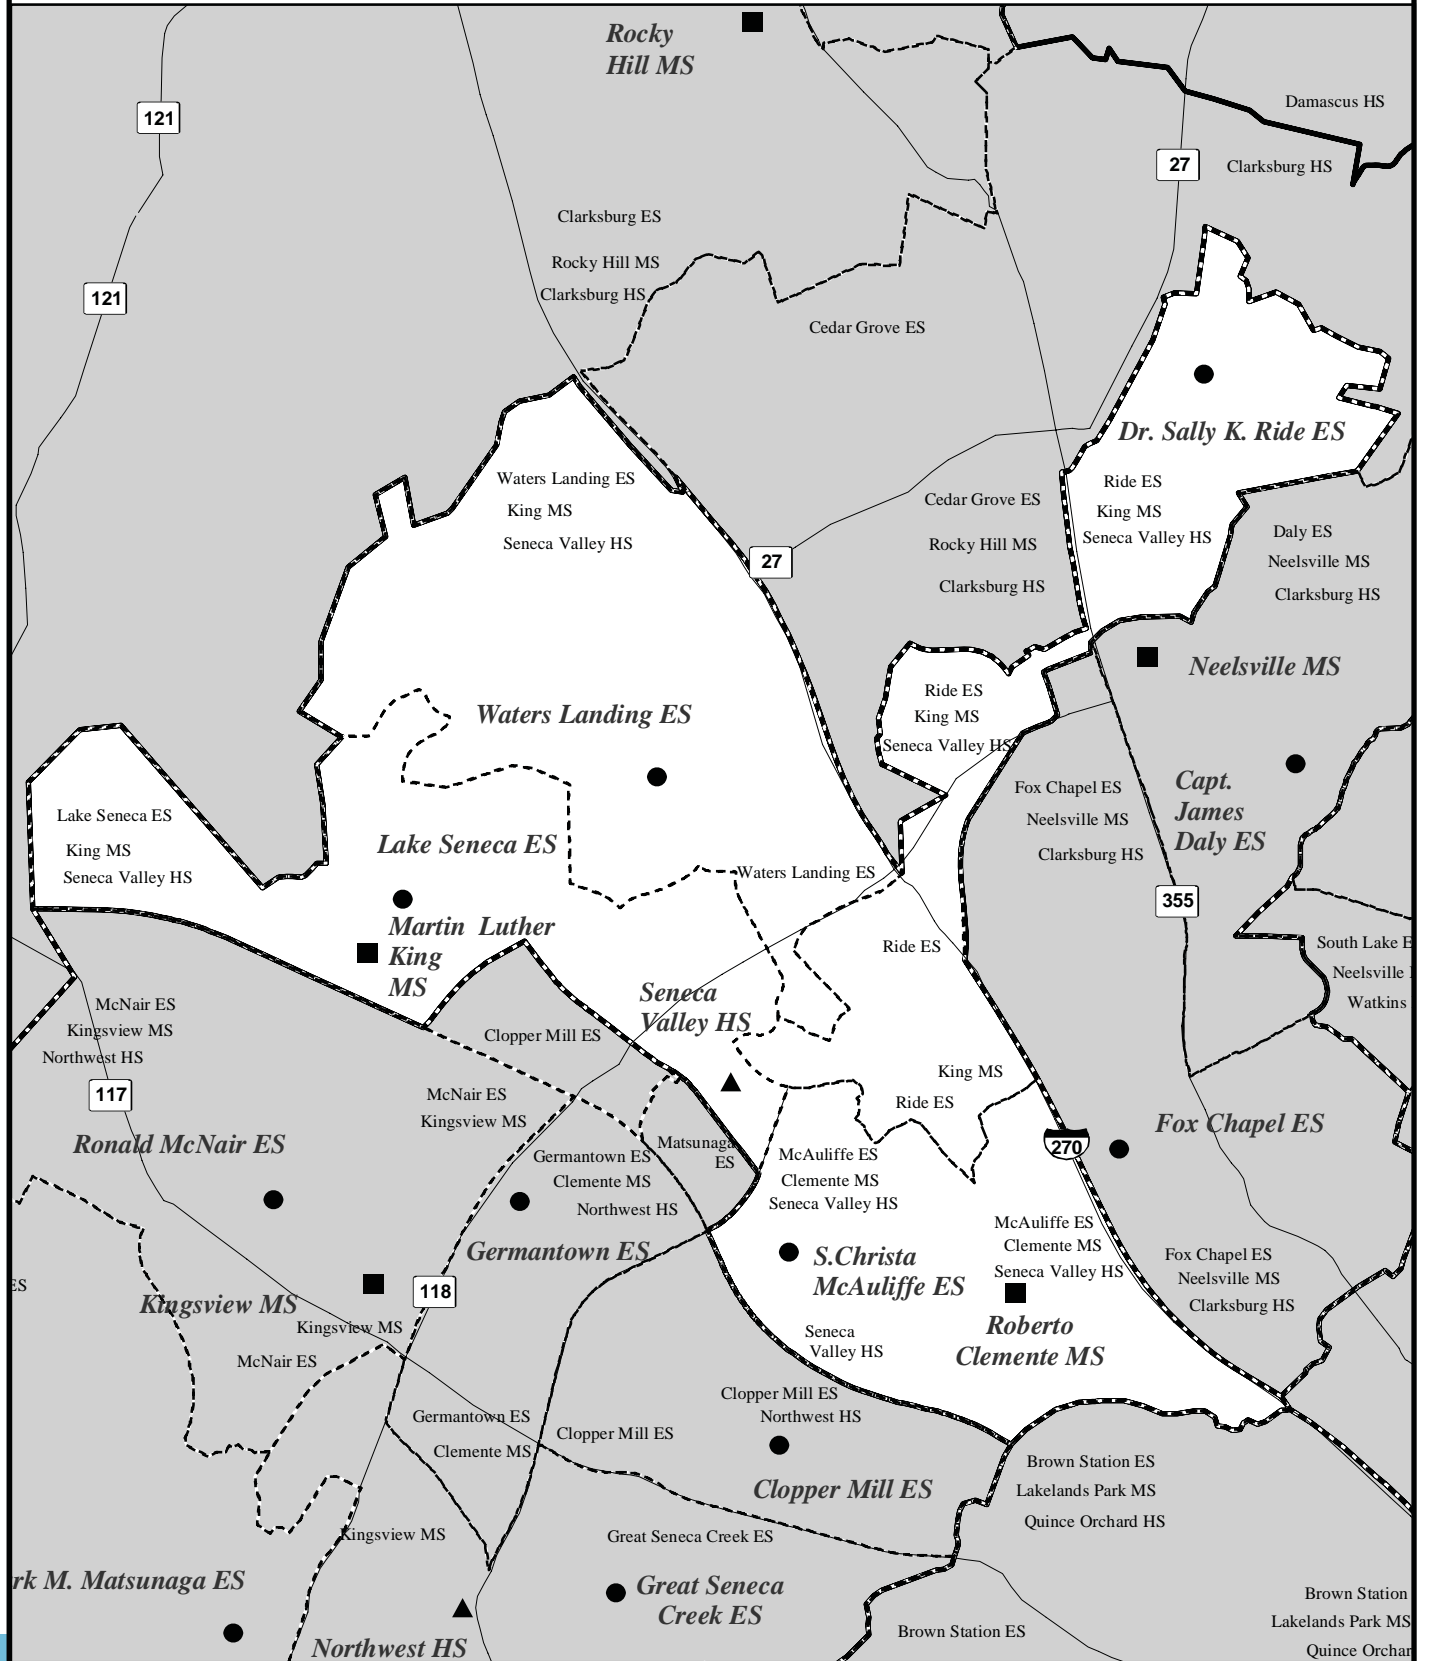 Rocky
Hill MS
121
Damascus HS
27
Clarksburg HS
Clarksburg ES
Rocky Hill MS
Clarksburg HS
121
Cedar Grove ES
Dr. Sally K. Ride ES
Waters Landing ES
King MS
Seneca Valley HS
Cedar Grove ES
Rocky Hill MS
Clarksburg HS
Ride ES
King MS
Seneca Valley HS
Daly ES
Neelsville MS
Clarksburg HS
27
Neelsville MS
Ride ES
King MS
Seneca Valley HS
Waters Landing ES
Fox Chapel ES
Neelsville MS
Clarksburg HS
Capt.
James
Daly ES
Lake Seneca ES
King MS
Seneca Valley HS
Lake Seneca ES
Waters Landing ES
355
Martin Luther
King
MS
Ride ES
South Lake E
Neelsville
Watkins
Seneca
Valley HS
McNair ES
Kingsview MS
Northwest HS
Clopper Mill ES
117
McNair ES
Kingsview MS
King MS
Ride ES
Fox Chapel ES
270
Ronald McNair ES
Matsunaga
ES
Germantown ES
Clemente MS
Northwest HS
McAuliffe ES
Clemente MS
Seneca Valley HS
McAuliffe ES
Clemente MS
Seneca Valley HS
Germantown ES
S.Christa
McAuliffe ES
Fox Chapel ES
Neelsville MS
Clarksburg HS
ES
Kingsview MS
118
Kingsview MS
McNair ES
Seneca
Valley HS
Roberto
Clemente MS
Clopper Mill ES
Northwest HS
Germantown ES
Clemente MS
Clopper Mill ES
Clopper Mill ES
Brown Station ES
Lakelands Park MS
Quince Orchard HS
Kingsview MS
Great Seneca Creek ES
rk M. Matsunaga ES
Great Seneca
Creek ES
Northwest HS
Brown Station ES
Brown Station
Lakelands Park MS
Quince Orchar